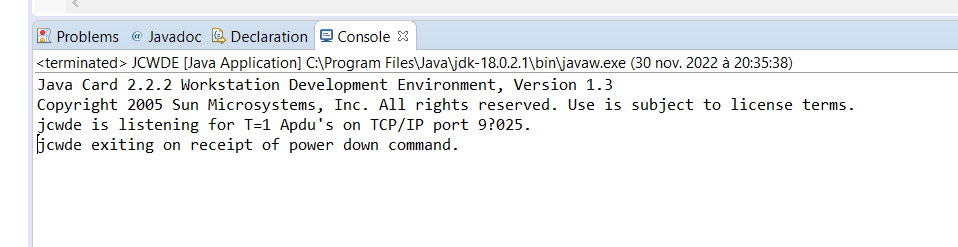 Problems @ Javadoc Declaration Console
<terminated> JCWDE [Java Application] C:\Program Files\Java\jdk-18.0.2.1\bin\javaw.exe (30 nov. 2022 à 20:35:38)
Java Card 2.2.2 Workstation Development Environment, Version 1.3
Copyright 2005 Sun Microsystems, Inc. All rights reserved. Use is subject to license terms.
jcwde is listening for T=1 Apdu's on TCP/IP port 9?025.
jcwde exiting on receipt of power down command.